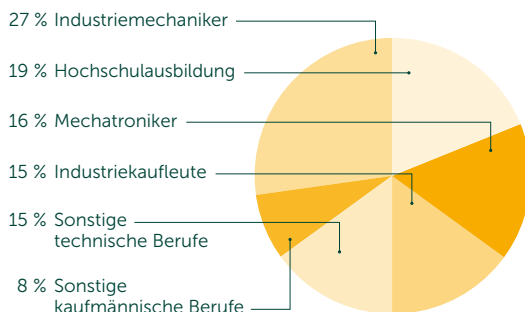 27 % Industriemechaniker
19 % Hochschulausbildung
16 % Mechatroniker
15 % Industriekaufleute
15 % Sonstige
technische Berufe
8 % Sonstige
kaufmännische Berufe